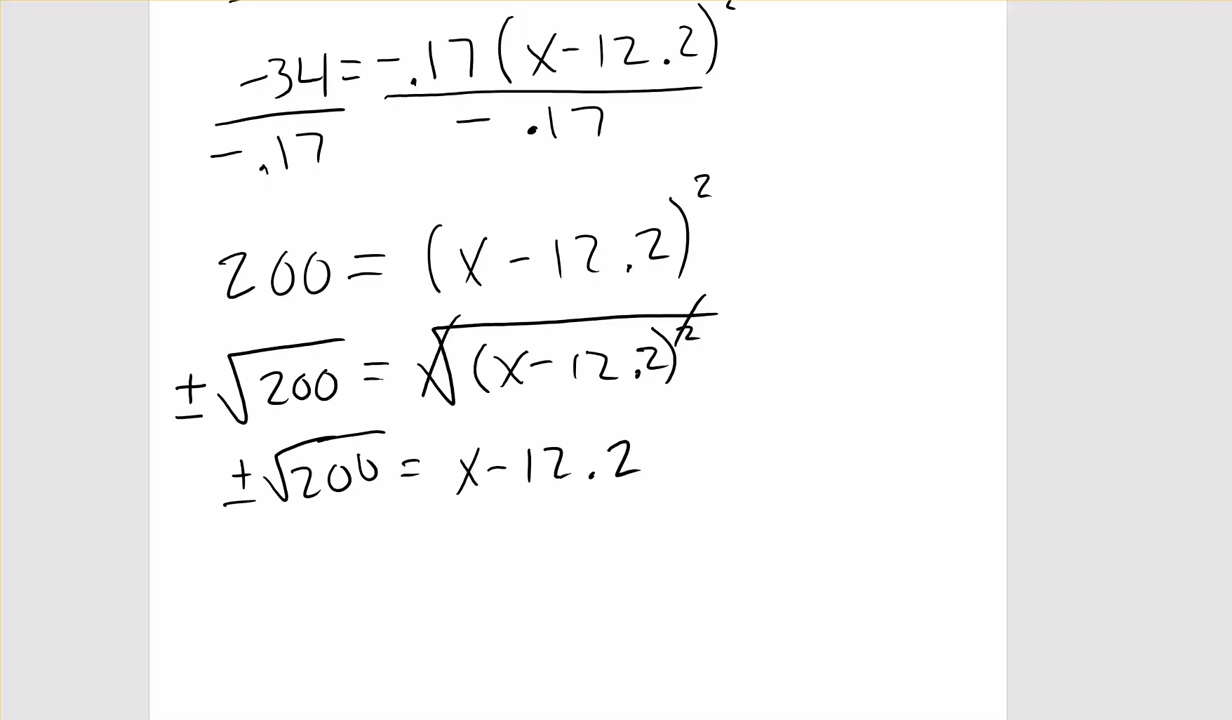 -34 = -.17(x-12.2)²
-.17 - .17
200 = (x - 12.2)²
±√200 = √(x-12.2)²
±√200 = x-12.2